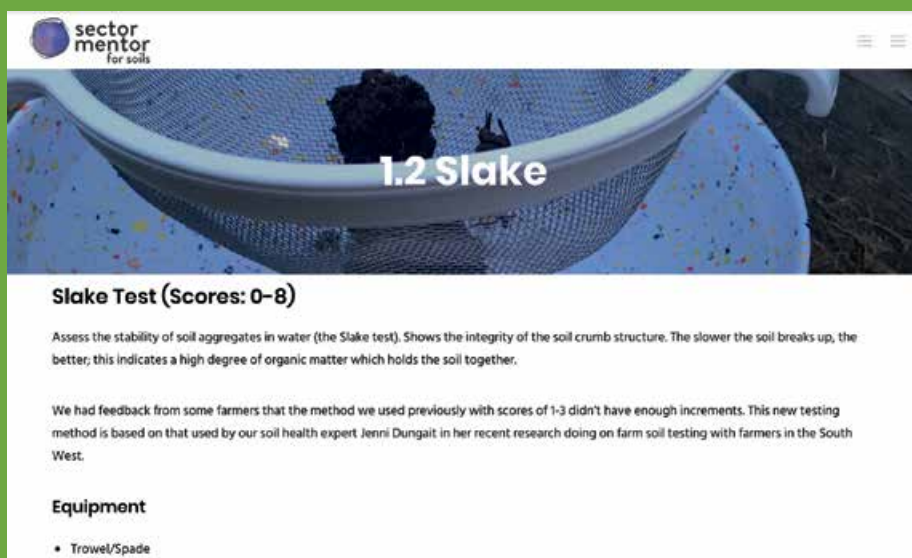 sector
mentor
for soils
1.2 Slake
Slake Test (Scores: 0-8)
Assess the stability of soil aggregates in water (the Slake test). Shows the integrity of the soil crumb structure. The slower the soil breaks up, the
better; this indicates a high degree of organic matter which holds the soil together.
We had feedback from some farmers that the method we used previously with scores of 1-3 didn't have enough increments. This new testing
method is based on that used by our soil health expert Jenni Dungait in her recent research doing on farm soil testing with farmers in the South
West.
Equipment
• Trowel/Spade